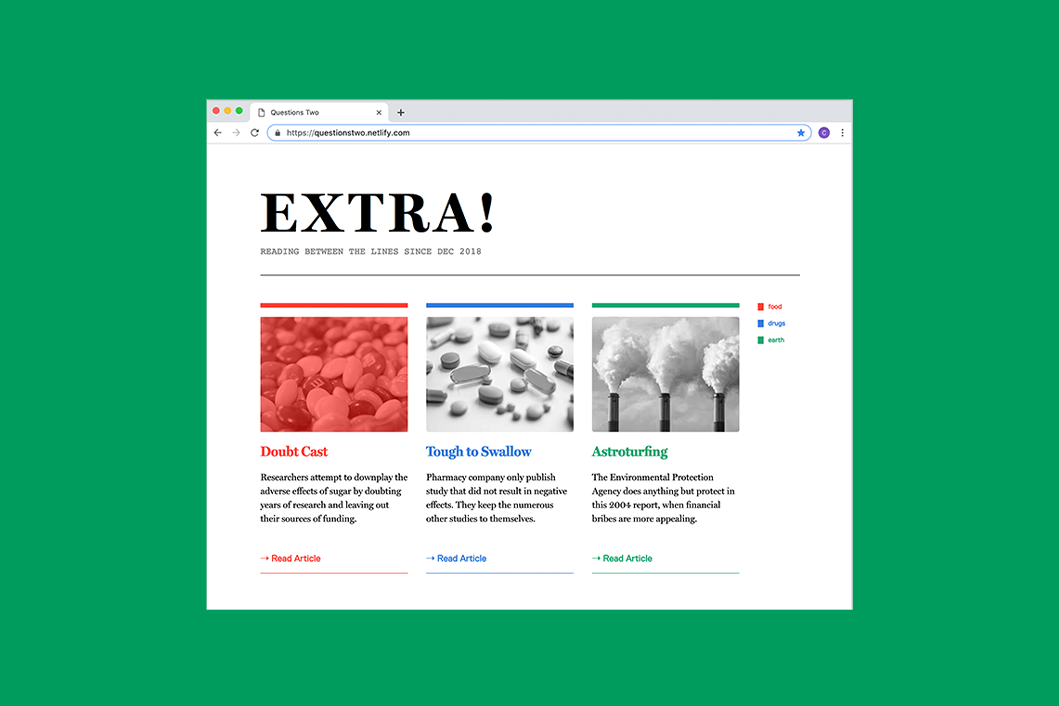 Questions Two
https://questionstwo.netlify.com
C
EXTRA!
READING BETWEEN THE LINES SINCE DEC 2018
food
drugs
earth
Doubt Cast
Researchers attempt to downplay the
adverse effects of sugar by doubting
years of research and leaving out
their sources of funding.
→ Read Article
Tough to Swallow
Pharmacy company only publish
study that did not result in negative
effects. They keep the numerous
other studies to themselves.
→ Read Article
Astroturfing
The Environmental Protection
Agency does anything but protect in
this 2004 report, when financial
bribes are more appealing.
→ Read Article